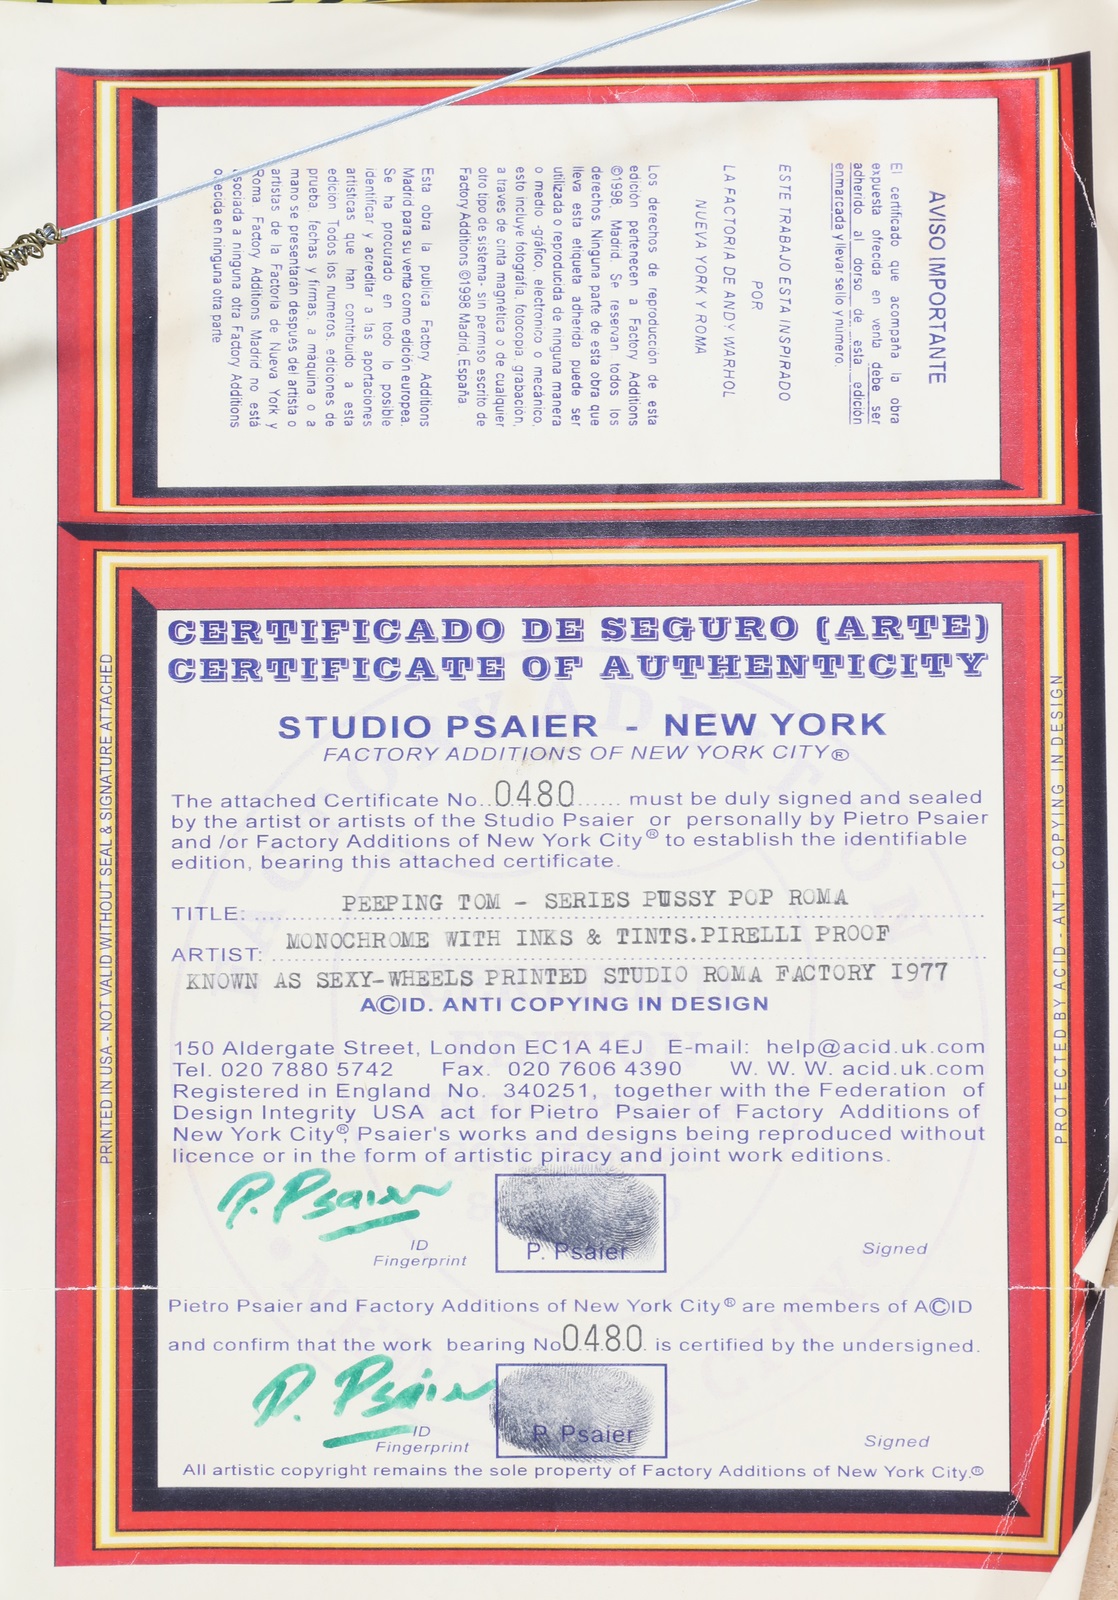 AVISO IMPORTANTE
El certificado que acompaña la obra
expuesta ofrecida en venta debe ser
adherido al dorso de esta edición
enmarcada y llevar sello y numero.
ESTE TRABAJO ESTA INSPIRADO
POR
LA FACTORIA DE ANDY WARHOL
NUEVA YORK Y ROMA
Los derechos de reproducción de esta
edición pertenecen a Factory Additions
©1998, Madrid. Se reservan todos los
derechos Ninguna parte de esta obra que
lleva esta etiqueta adherida puede ser
utilizada o reproducida de ninguna manera
o medio -gráfico, electronico o mecánico,
esto incluye fotografia, fotocopia, grabación,
a través de cinta magnética o de cualquier
otro tipo de sistema- sin permiso escrito de
Factory Additions ©1998 Madrid, España
Esta obra la publica Factory Additions
Madrid para su venta como edición europea.
Se ha procurado en todo lo posible
identificar y acreditar a las aportaciones
artísticas que han contribuido a esta
edicion Todos los numeros, ediciones de
prueba, fechas y firmas, a maquina o a
mano se presentarán despues del artista o
artistas de la Factoria de Nueva York y
Roma. Factory Additions Madrid no está
asociada a ninguna otra Factory Additions
ofrecida en ninguna otra parte
CERTIFICADO DE SEGURO (ARTE)
CERTIFICATE OF AUTHENTICITY
STUDIO PSAIER - NEW YORK
FACTORY ADDITIONS OF NEW YORK CITY®
The attached Certificate No..0480...... must be duly signed and sealed
by the artist or artists of the Studio Psaier or personally by Pietro Psaier
and /or Factory Additions of New York City® to establish the identifiable
edition, bearing this attached certificate.
TITLE: PEEPING TOM - SERIES PUSSY POP ROMA
ARTIST: MONOCHROME WITH INKS & TINTS.PIRELLI PROOF
KNOWN AS SEXY-WHEELS PRINTED STUDIO ROMA FACTORY I977
A©ID. ANTI COPYING IN DESIGN
150 Aldergate Street, London EC1A 4EJ E-mail: help@acid.uk.com
Tel. 020 7880 5742 Fax. 020 7606 4390 W. W. W. acid.uk.com
Registered in England No. 340251, together with the Federation of
Design Integrity USA act for Pietro Psaier of Factory Additions of
New York City®, Psaier's works and designs being reproduced without
licence or in the form of artistic piracy and joint work editions.
P. Psaier
ID
Fingerprint
P. Psaier
Signed
Pietro Psaier and Factory Additions of New York City® are members of A©ID
and confirm that the work bearing No 0480. is certified by the undersigned.
P. Psaier
ID
Fingerprint
P. Psaier
Signed
All artistic copyright remains the sole property of Factory Additions of New York City.®
PRINTED IN USA - NOT VALID WITHOUT SEAL & SIGNATURE ATTACHED
PROTECTED BY ACID - ANTI COPYING IN DESIGN